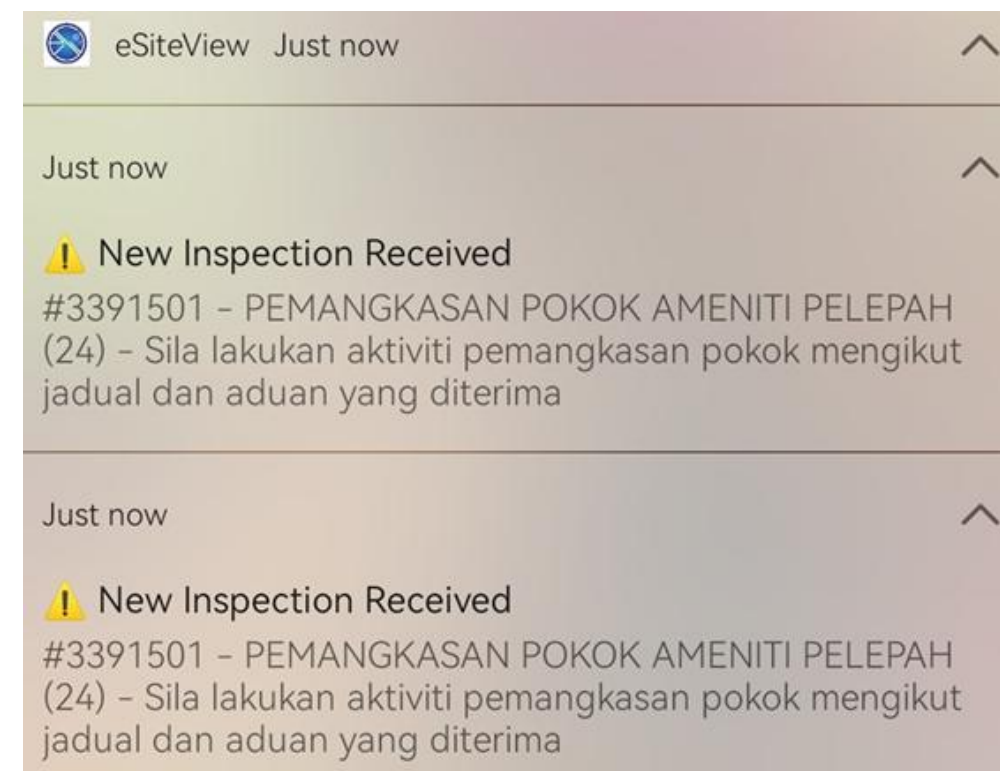 eSiteView Just now
Just now
⚠️ New Inspection Received
#3391501 – PEMANGKASAN POKOK AMENITI PELEPAH
(24) – Sila lakukan aktiviti pemangkasan pokok mengikut
jadual dan aduan yang diterima
Just now
⚠️ New Inspection Received
#3391501 – PEMANGKASAN POKOK AMENITI PELEPAH
(24) – Sila lakukan aktiviti pemangkasan pokok mengikut
jadual dan aduan yang diterima